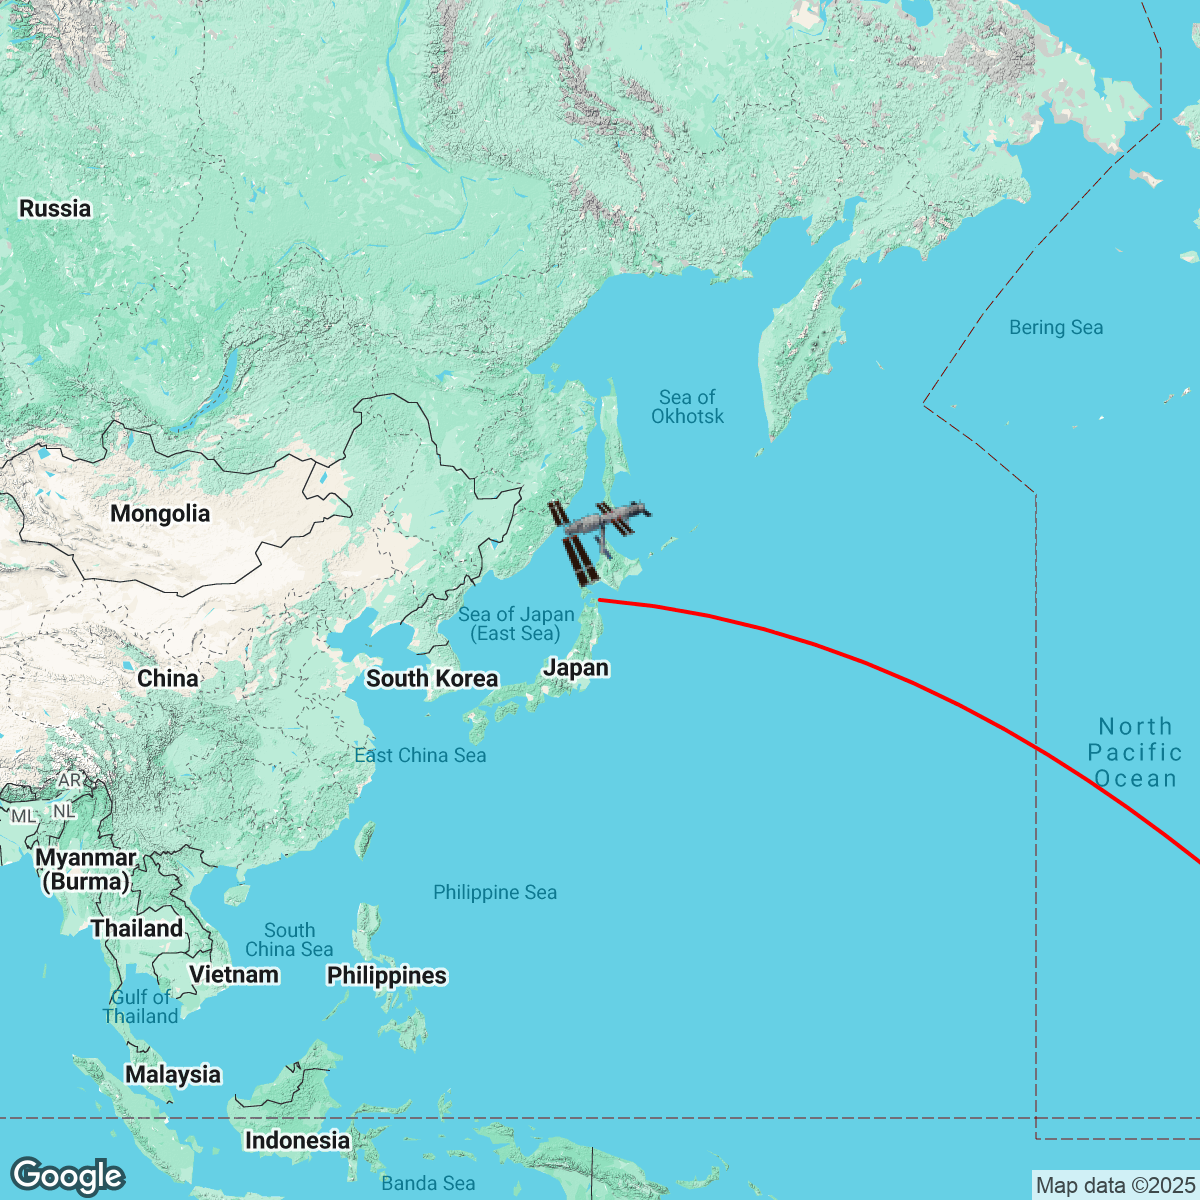 Russia
Bering Sea
Sea of
Okhotsk
Mongolia
Sea of Japan
(East Sea)
Japan
South Korea
China
North
Pacific
Ocean
East China Sea
AR
NL
ML
Myanmar
(Burma)
Philippine Sea
Thailand
South
China Sea
Vietnam
Philippines
Gulf of
Thailand
Malaysia
Indonesia
Banda Sea
Google
Map data ©2025